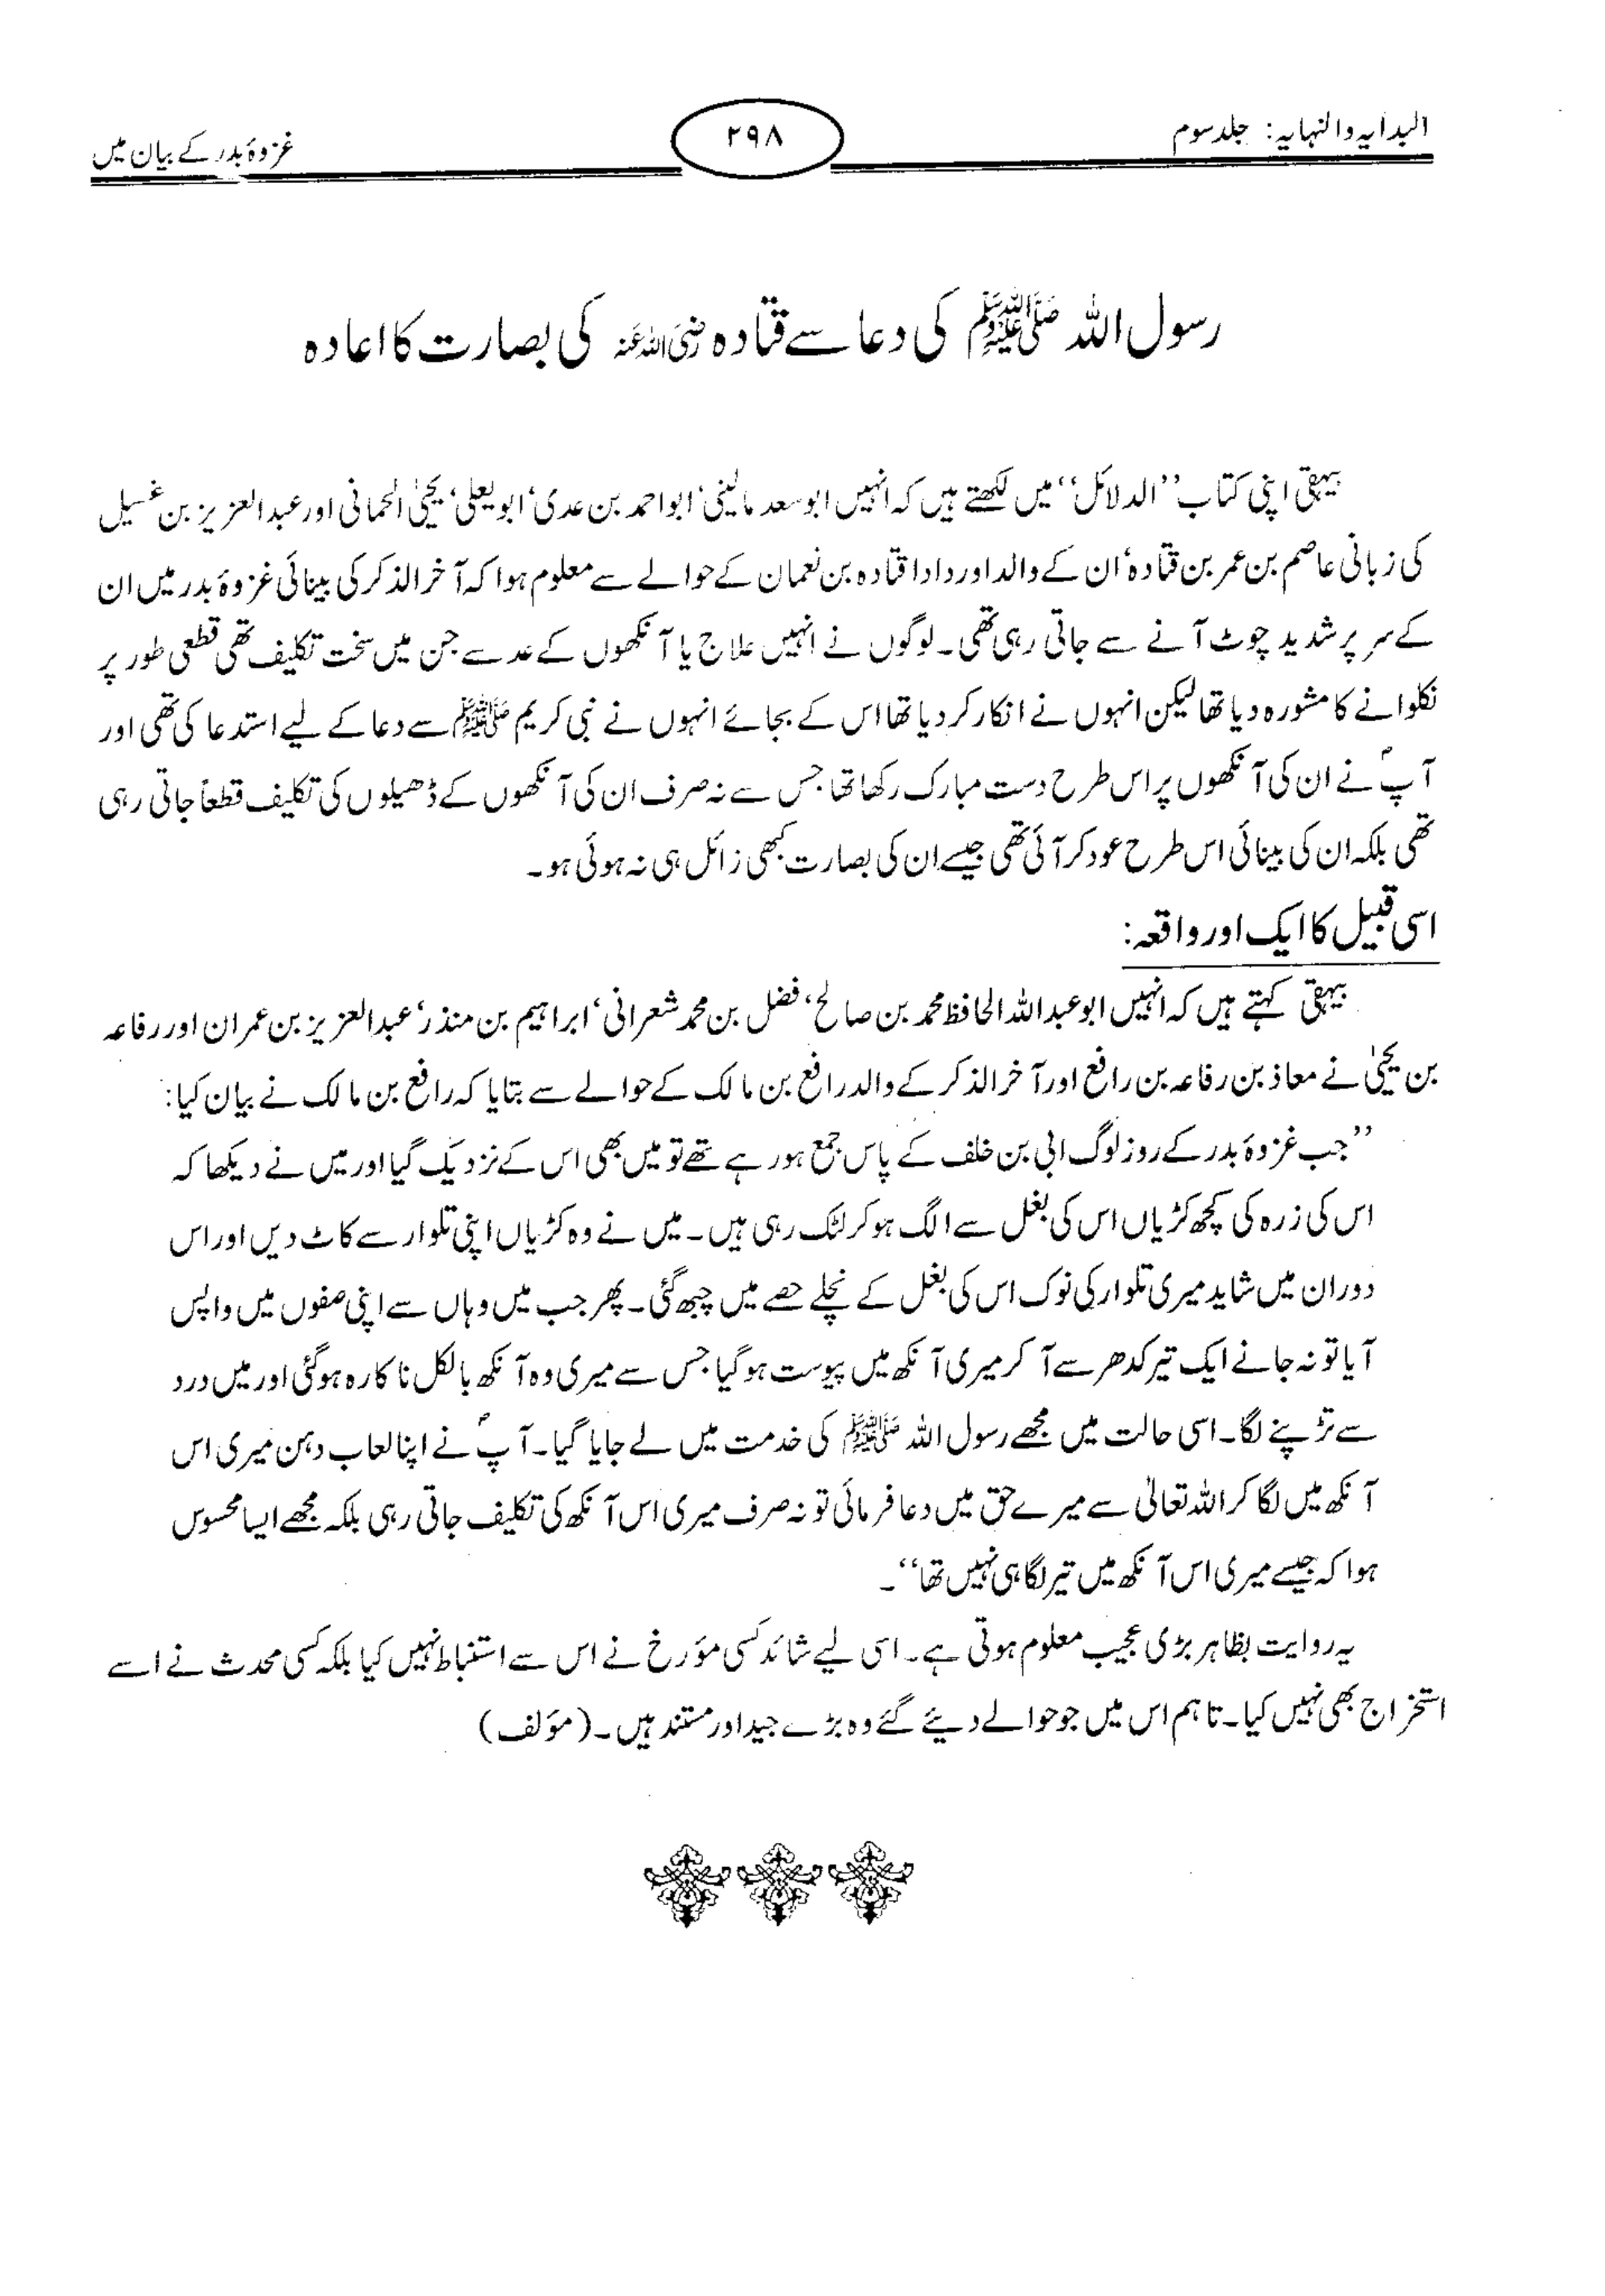 البدایہ والنہایہ: جلد سوم
۲۹۸
غزوۂ بدر کے بیان میں
رسول اللہ ﷺ کی دعا سے قتادہ رضی اللہ عنہ کی بصارت کا اعادہ
بیہقی اپنی کتاب ’’الدلائل‘‘ میں لکھتے ہیں کہ انہیں ابوسعد مالینی‘ ابواحمد بن عدی‘ ابویعلی‘ یحییٰ الحمانی اور عبدالعزیز بن غسیل
کی زبانی عاصم بن عمر بن قتادہ‘ ان کے والد اور دادا قتادہ بن نعمان کے حوالے سے معلوم ہوا کہ آخر الذکر کی بینائی غزوۂ بدر میں ان
کے سر پر شدید چوٹ آنے سے جاتی رہی تھی۔ لوگوں نے انہیں علاج یا آنکھوں کے عدسے جن میں سخت تکلیف تھی قطعی طور پر
نکلوانے کا مشورہ دیا تھا لیکن انہوں نے انکار کر دیا تھا اس کے بجائے انہوں نے نبی کریم ﷺ سے دعا کے لیے استدعا کی تھی اور
آپؐ نے ان کی آنکھوں پر اس طرح دست مبارک رکھا تھا جس سے نہ صرف ان کی آنکھوں کے ڈھیلوں کی تکلیف قطعاً جاتی رہی
تھی بلکہ ان کی بینائی اس طرح عود کر آئی تھی جیسے ان کی بصارت کبھی زائل ہی نہ ہوئی ہو۔
اسی قبیل کا ایک اور واقعہ:
بیہقی کہتے ہیں کہ انہیں ابوعبداللہ الحافظ محمد بن صالح‘ فضل بن محمد شعرانی‘ ابراہیم بن منذر‘ عبدالعزیز بن عمران اور رفاعہ
بن یحییٰ نے معاذ بن رفاعہ بن رافع اور آخر الذکر کے والد رافع بن مالک کے حوالے سے بتایا کہ رافع بن مالک نے بیان کیا:
’’جب غزوۂ بدر کے روز لوگ ابی بن خلف کے پاس جمع ہو رہے تھے تو میں بھی اس کے نزدیک گیا اور میں نے دیکھا کہ
اس کی زرہ کی کچھ کڑیاں اس کی بغل سے الگ ہو کر لٹک رہی ہیں۔ میں نے وہ کڑیاں اپنی تلوار سے کاٹ دیں اور اس
دوران میں شاید میری تلوار کی نوک اس کی بغل کے نچلے حصے میں چبھ گئی۔ پھر جب میں وہاں سے اپنی صفوں میں واپس
آیا تو نہ جانے ایک تیر کدھر سے آ کر میری آنکھ میں پیوست ہو گیا جس سے میری وہ آنکھ بالکل ناکارہ ہو گئی اور میں درد
سے تڑپنے لگا۔ اسی حالت میں مجھے رسول اللہ ﷺ کی خدمت میں لے جایا گیا۔ آپؐ نے اپنا لعاب دہن میری اس
آنکھ میں لگا کر اللہ تعالیٰ سے میرے حق میں دعا فرمائی تو نہ صرف میری اس آنکھ کی تکلیف جاتی رہی بلکہ مجھے ایسا محسوس
ہوا کہ جیسے میری اس آنکھ میں تیر لگا ہی نہیں تھا‘‘۔
یہ روایت بظاہر بڑی عجیب معلوم ہوتی ہے۔ اسی لیے شائد کسی مؤرخ نے اس سے استنباط نہیں کیا بلکہ کسی محدث نے اسے
استخراج بھی نہیں کیا۔ تاہم اس میں جو حوالے دیئے گئے وہ بڑے جید اور مستند ہیں۔ (مؤلف)